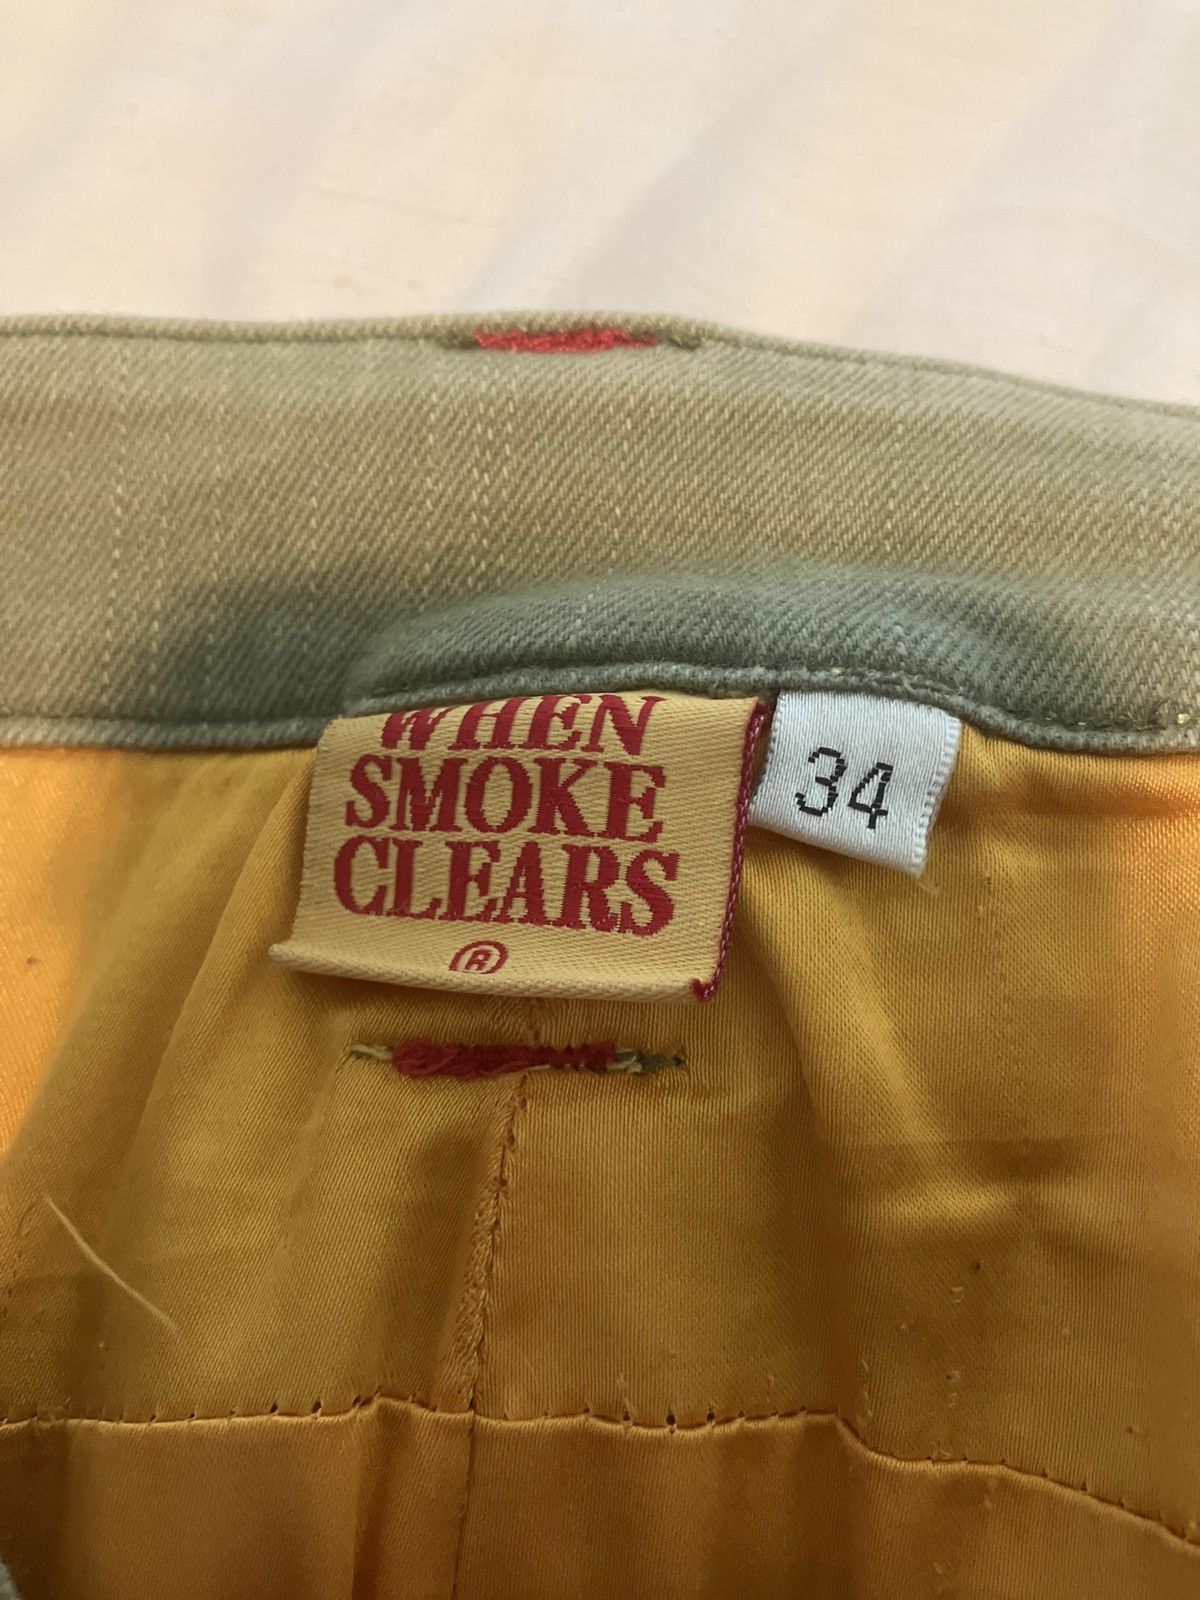 WHEN
SMOKE
CLEARS
®
34